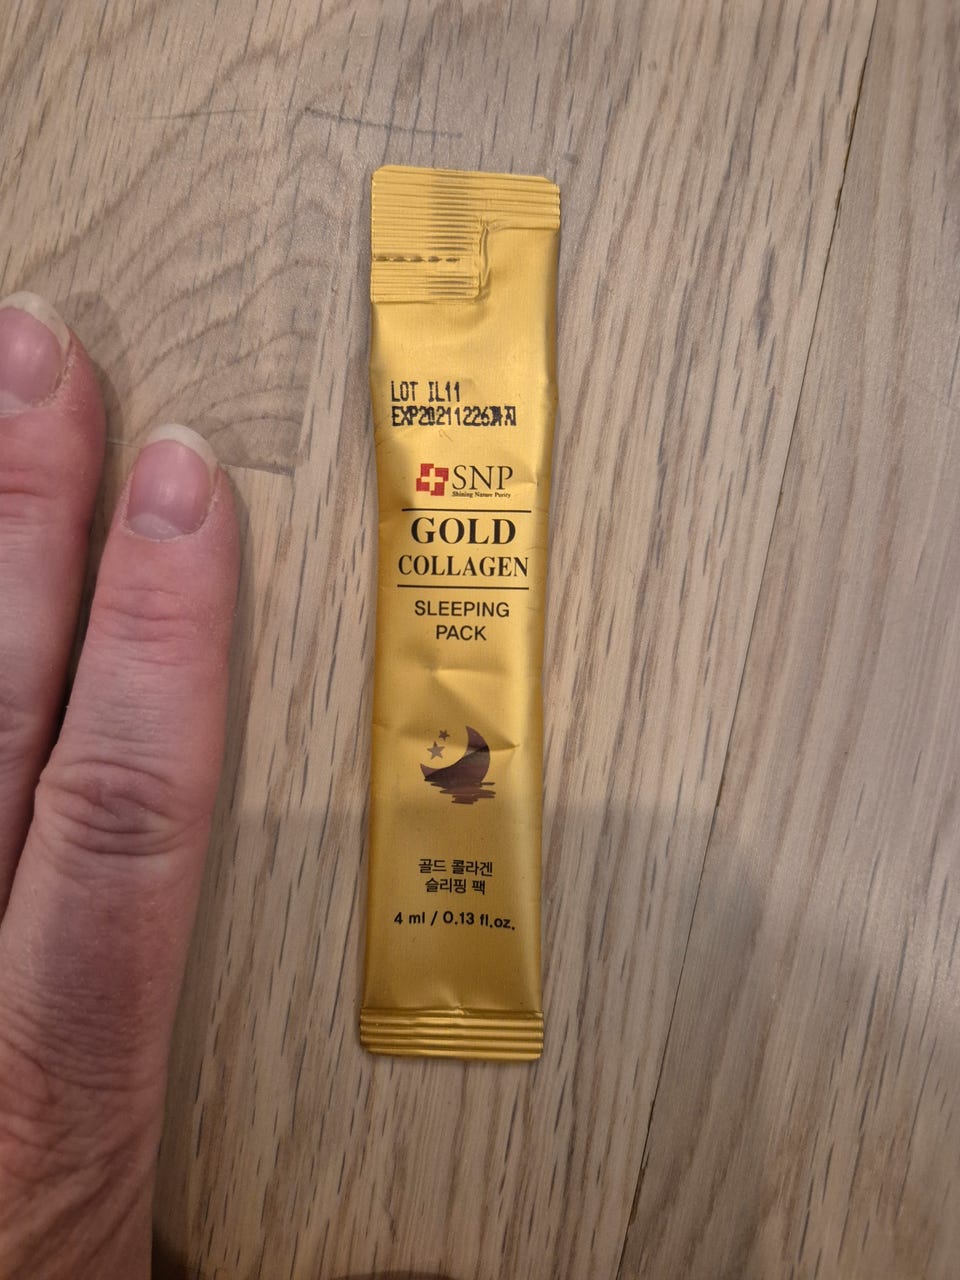 LOT IL11
EXP20211226까지
SNP
Shining Nature Purity
GOLD
COLLAGEN
SLEEPING
PACK
골드 콜라겐
슬리핑 팩
4 ml / 0.13 fl.oz.